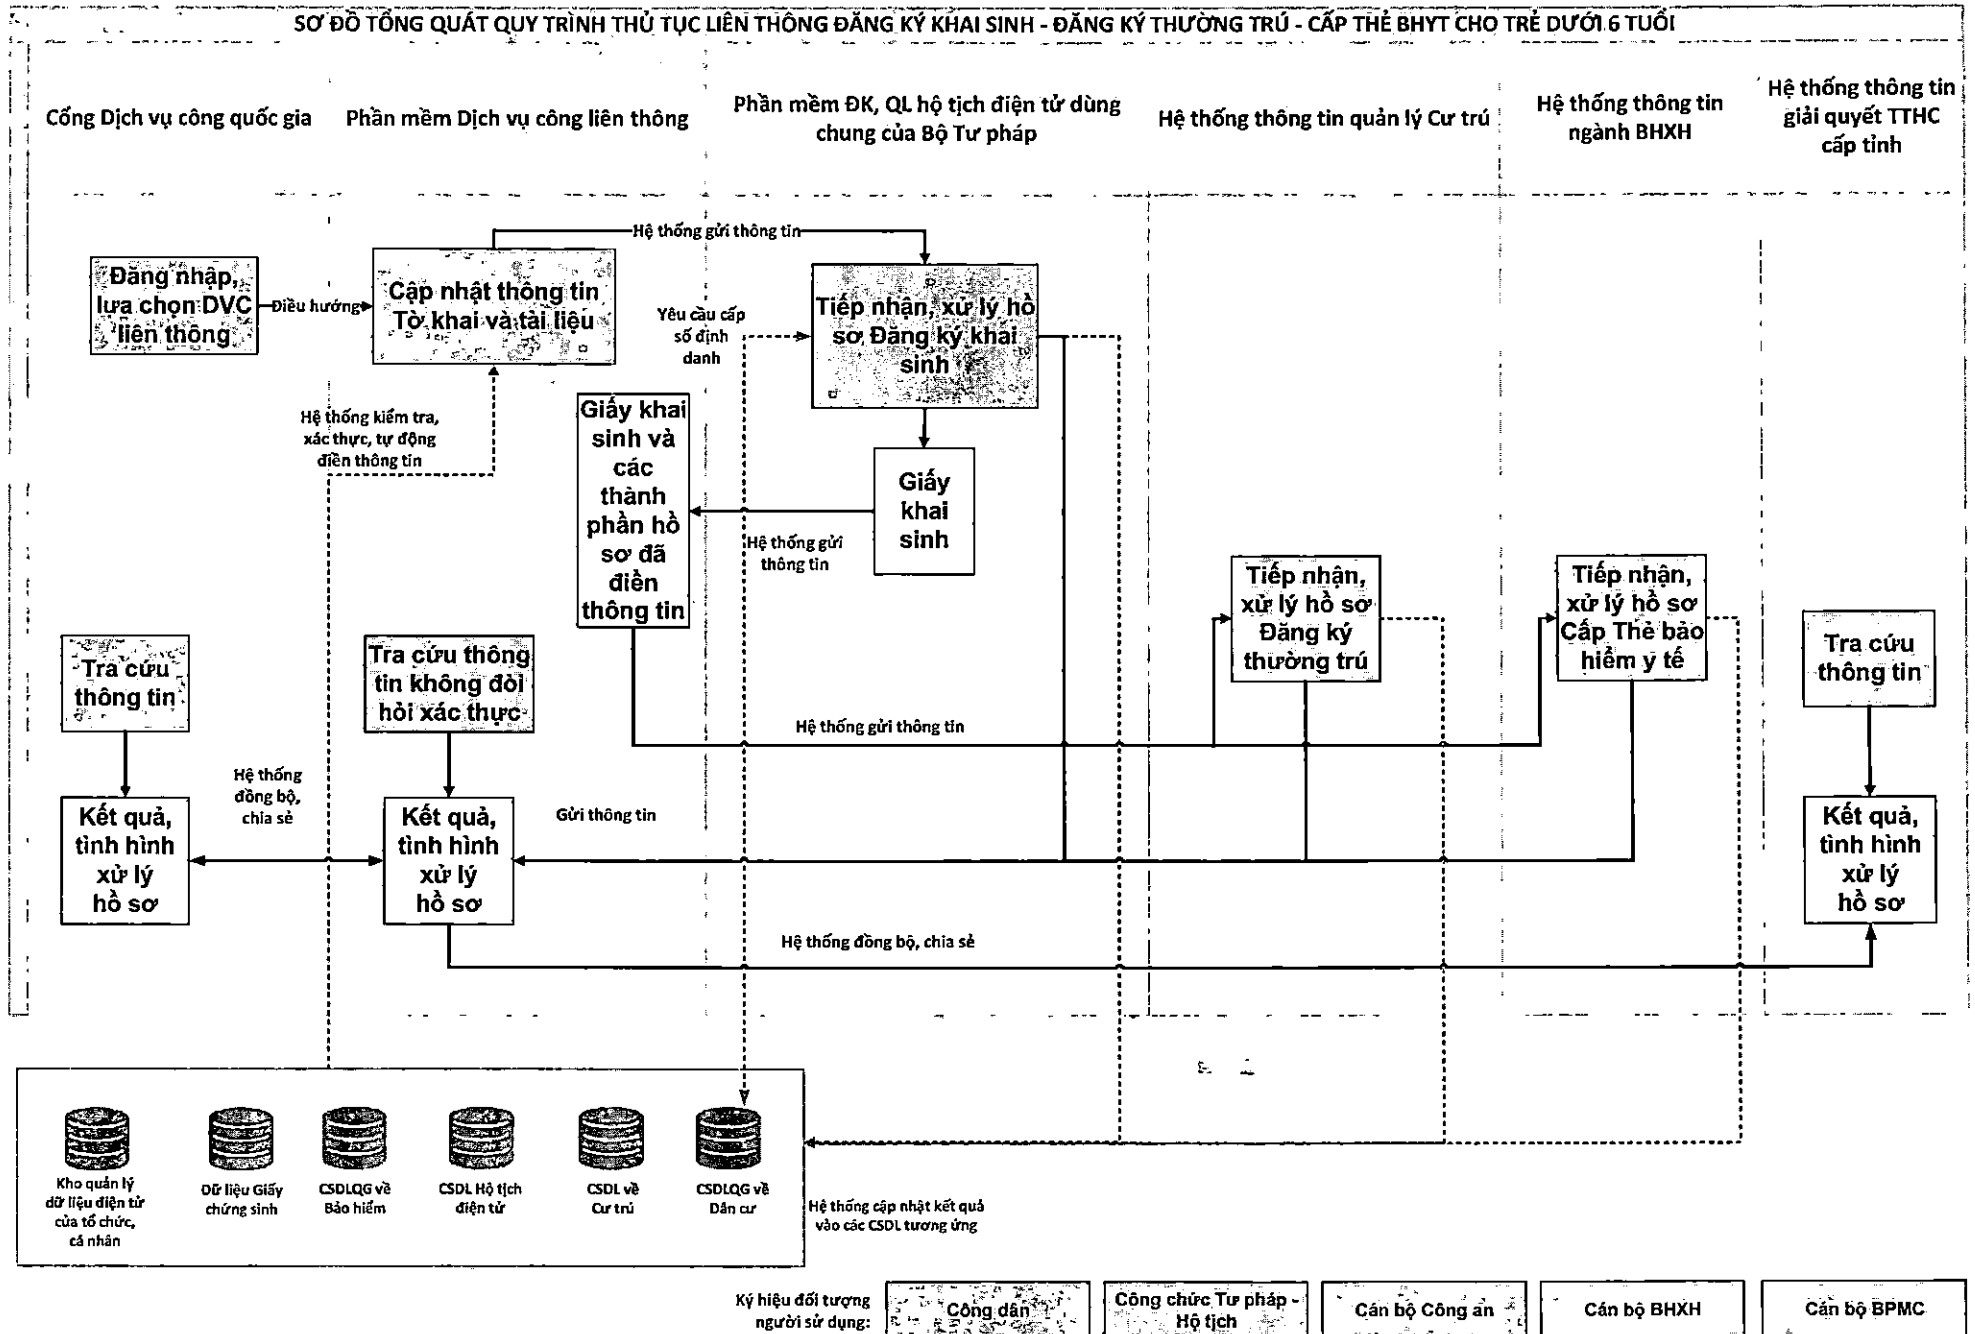 SƠ ĐỒ TỔNG QUÁT QUY TRÌNH THỦ TỤC LIÊN THÔNG ĐĂNG KÝ KHAI SINH - ĐĂNG KÝ THƯỜNG TRÚ - CẤP THẺ BHYT CHO TRẺ DƯỚI 6 TUỔI
Cổng Dịch vụ công quốc gia
Phần mềm Dịch vụ công liên thông
Phần mềm ĐK, QL hộ tịch điện tử dùng
chung của Bộ Tư pháp
Hệ thống thông tin quản lý Cư trú
Hệ thống thông tin
ngành BHXH
Hệ thống thông tin
giải quyết TTHC
cấp tỉnh
Hệ thống gửi thông tin
Đăng nhập,
lựa chọn DVC
liên thông
Điều hướng
Cập nhật thông tin
Tờ khai và tài liệu
Yêu cầu cấp
số định
danh
Tiếp nhận, xử lý hồ
sơ Đăng ký khai
sinh
Hệ thống kiểm tra,
xác thực, tự động
điền thông tin
Giấy khai
sinh và
các
thành
phần hồ
sơ đã
điền
thông tin
Giấy
khai
sinh
Hệ thống gửi
thông tin
Tiếp nhận,
xử lý hồ sơ
Đăng ký
thường trú
Tiếp nhận,
xử lý hồ sơ
Cấp Thẻ bảo
hiểm y tế
Tra cứu
thông tin
Tra cứu thông
tin không đòi
hỏi xác thực
Tra cứu
thông tin
Hệ thống gửi thông tin
Hệ thống
đồng bộ,
chia sẻ
Gửi thông tin
Kết quả,
tình hình
xử lý
hồ sơ
Kết quả,
tình hình
xử lý
hồ sơ
Kết quả,
tình hình
xử lý
hồ sơ
Hệ thống đồng bộ, chia sẻ
Kho quản lý
dữ liệu điện tử
của tổ chức,
cá nhân
Dữ liệu Giấy
chứng sinh
CSDLQG về
Bảo hiểm
CSDL Hộ tịch
điện tử
CSDL về
Cư trú
CSDLQG về
Dân cư
Hệ thống cập nhật kết quả
vào các CSDL tương ứng
Ký hiệu đối tượng
người sử dụng:
Công dân
Công chức Tư pháp -
Hộ tịch
Cán bộ Công an
Cán bộ BHXH
Cán bộ BPMC